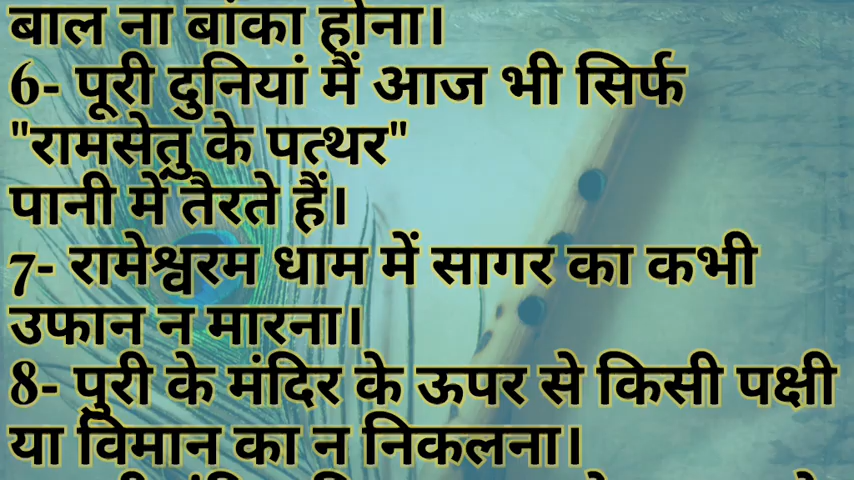 बाल ना बांका होना।
6- पूरी दुनियां मैं आज भी सिर्फ
"रामसेतु के पत्थर"
पानी में तैरते हैं।
7- रामेश्वरम धाम में सागर का कभी
उफान न मारना।
8- पुरी के मंदिर के ऊपर से किसी पक्षी
या विमान का न निकलना।